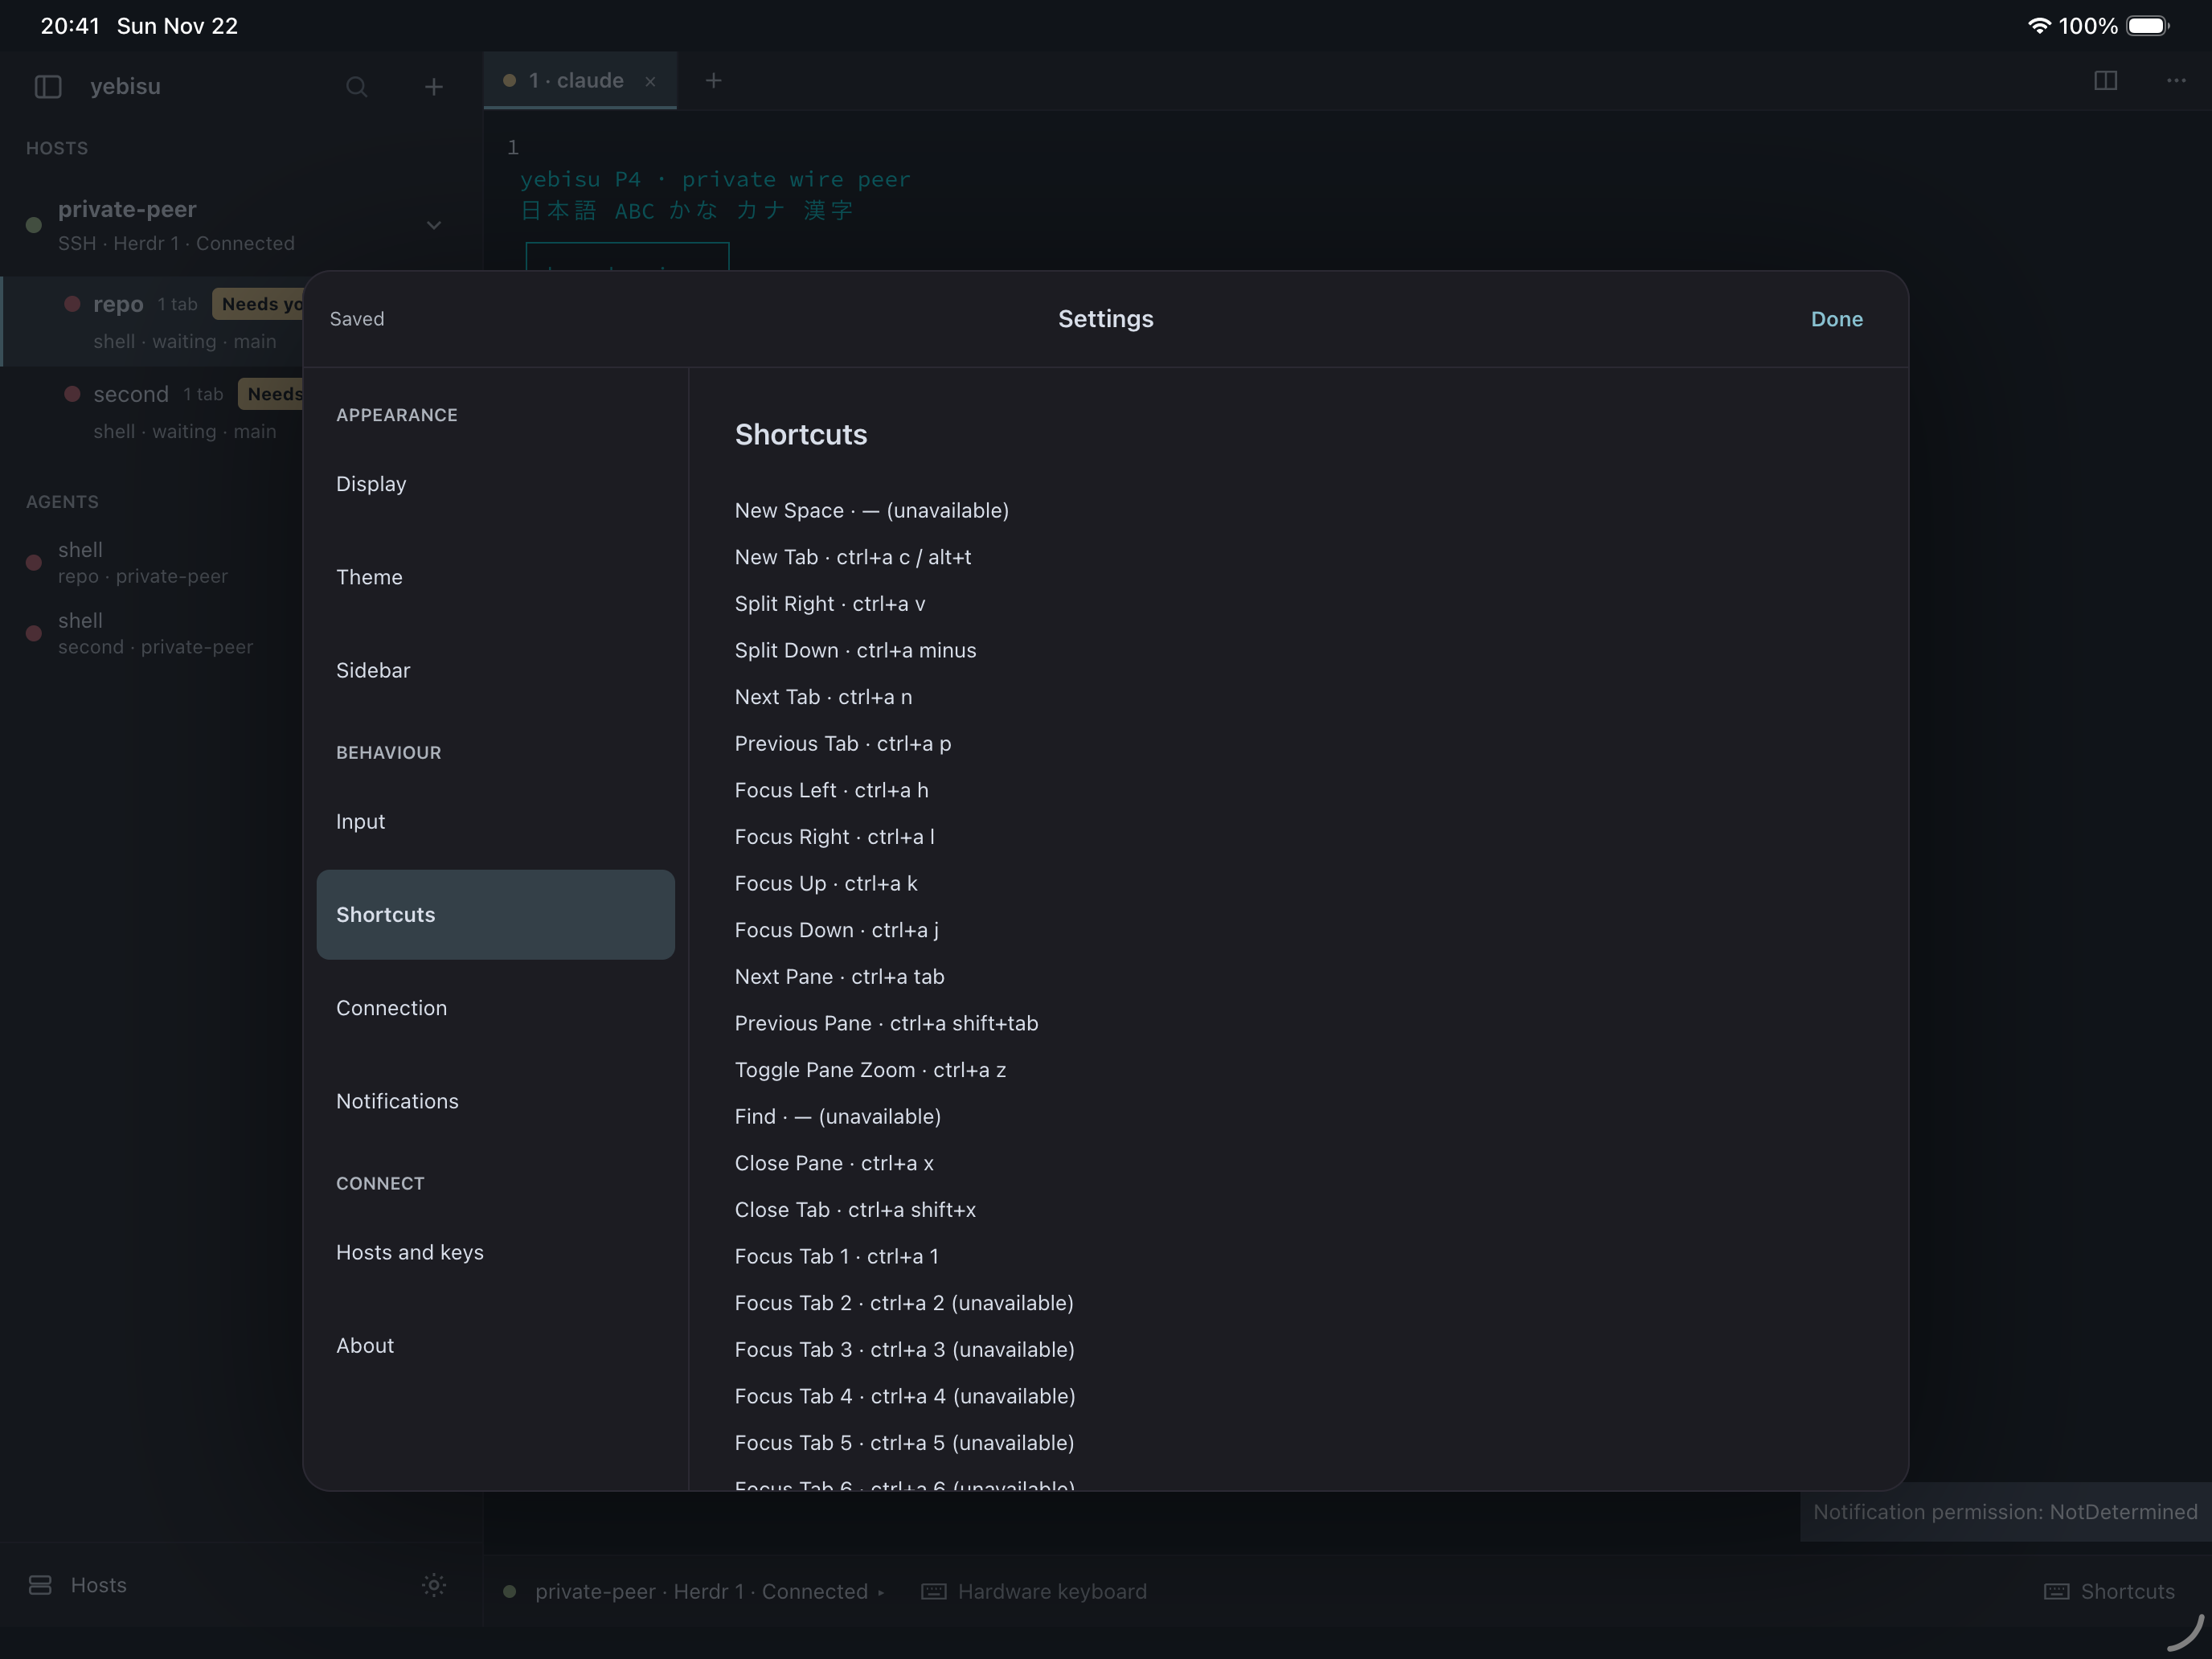 20:41 Sun Nov 22
100%
yebisu
1 · claude ×
HOSTS
private-peer
SSH · Herdr 1 · Connected
repo 1 tab Needs
shell · waiting · main
second 1 tab Needs
shell · waiting · main
AGENTS
shell
repo · private-peer
shell
second · private-peer
1
yebisu P4 · private wire peer
日本語 ABC かな カナ 漢字
Saved
Settings
Done
APPEARANCE
Display
Theme
Sidebar
BEHAVIOUR
Input
Shortcuts
Connection
Notifications
CONNECT
Hosts and keys
About
Shortcuts
New Space · — (unavailable)
New Tab · ctrl+a c / alt+t
Split Right · ctrl+a v
Split Down · ctrl+a minus
Next Tab · ctrl+a n
Previous Tab · ctrl+a p
Focus Left · ctrl+a h
Focus Right · ctrl+a l
Focus Up · ctrl+a k
Focus Down · ctrl+a j
Next Pane · ctrl+a tab
Previous Pane · ctrl+a shift+tab
Toggle Pane Zoom · ctrl+a z
Find · — (unavailable)
Close Pane · ctrl+a x
Close Tab · ctrl+a shift+x
Focus Tab 1 · ctrl+a 1
Focus Tab 2 · ctrl+a 2 (unavailable)
Focus Tab 3 · ctrl+a 3 (unavailable)
Focus Tab 4 · ctrl+a 4 (unavailable)
Focus Tab 5 · ctrl+a 5 (unavailable)
Focus Tab 6 · ctrl+a 6 (unavailable)
Notification permission: NotDetermined
Hosts
private-peer · Herdr 1 · Connected ▸
Hardware keyboard
Shortcuts